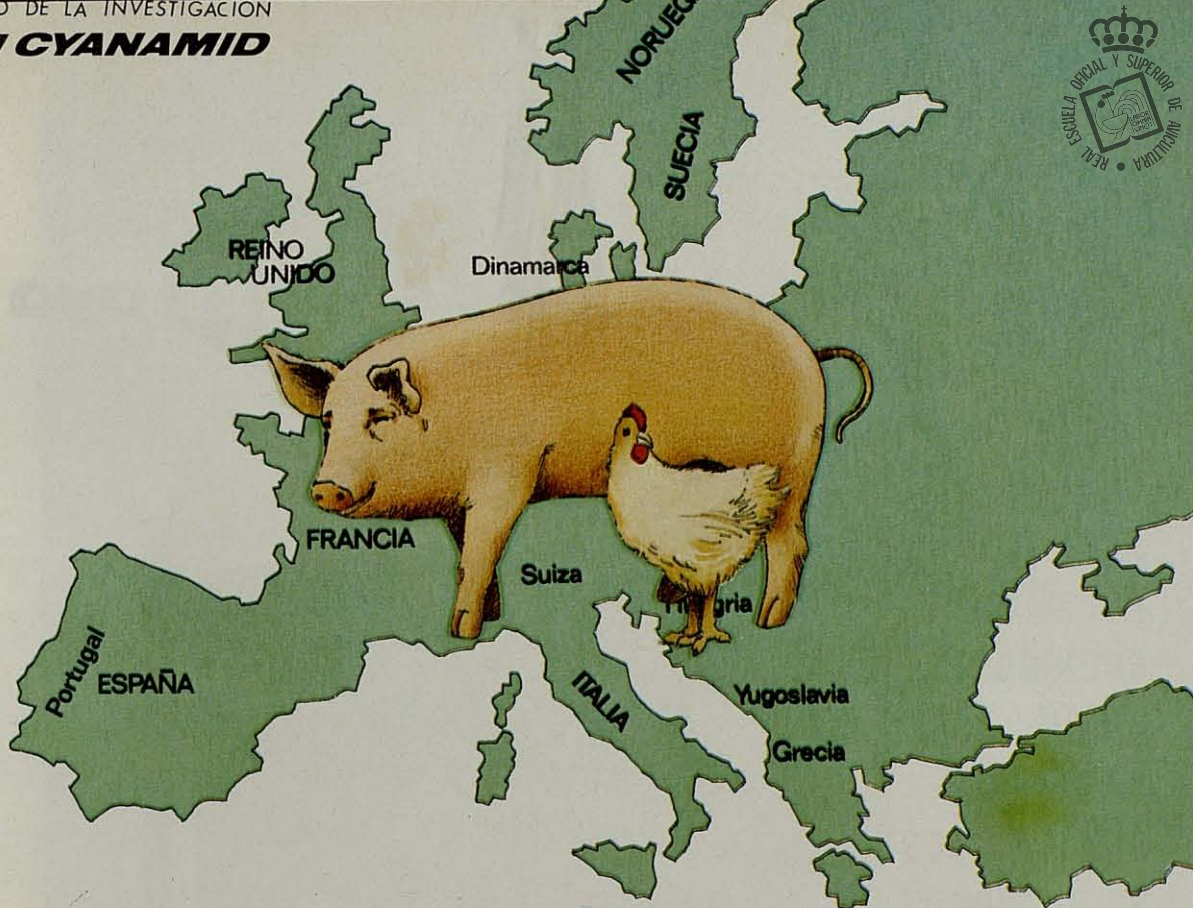 DE LA INVESTIGACION
CYANAMID
REAL ESCUELA OFICIAL Y SUPERIOR DE AVICULTURA
SUECIA
REINO
UNIDO
Dinamarca
FRANCIA
Suiza
Portugal
ESPAÑA
ITALIA
Yugoslavia
Grecia